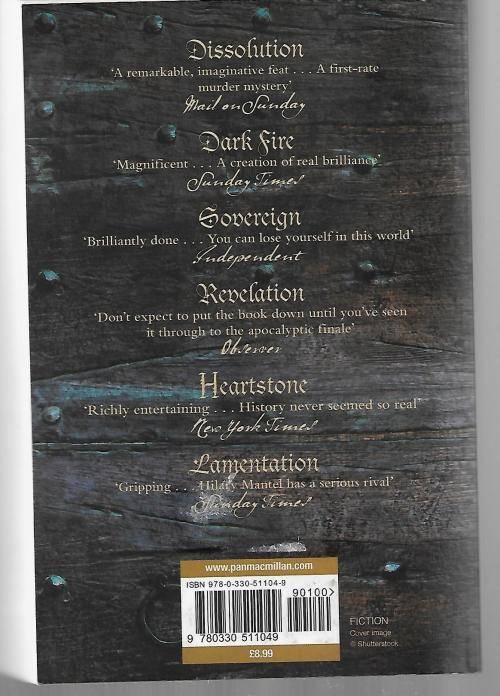 Dissolution
‘A remarkable, imaginative feat . . . A first-rate
murder mystery’
Mail on Sunday
Dark Fire
‘Magnificent . . . A creation of real brilliance’
Sunday Times
Sovereign
‘Brilliantly done . . . You can lose yourself in this world’
Independent
Revelation
‘Don’t expect to put the book down until you’ve seen
it through to the apocalyptic finale’
Observer
Heartstone
‘Richly entertaining . . . History never seemed so real’
New York Times
Lamentation
‘Gripping . . . Hilary Mantel has a serious rival’
Sunday Times
www.panmacmillan.com
ISBN 978-0-330-51104-9
90100>
9 780330 511049
£8.99
FICTION
Cover image
© Shutterstock